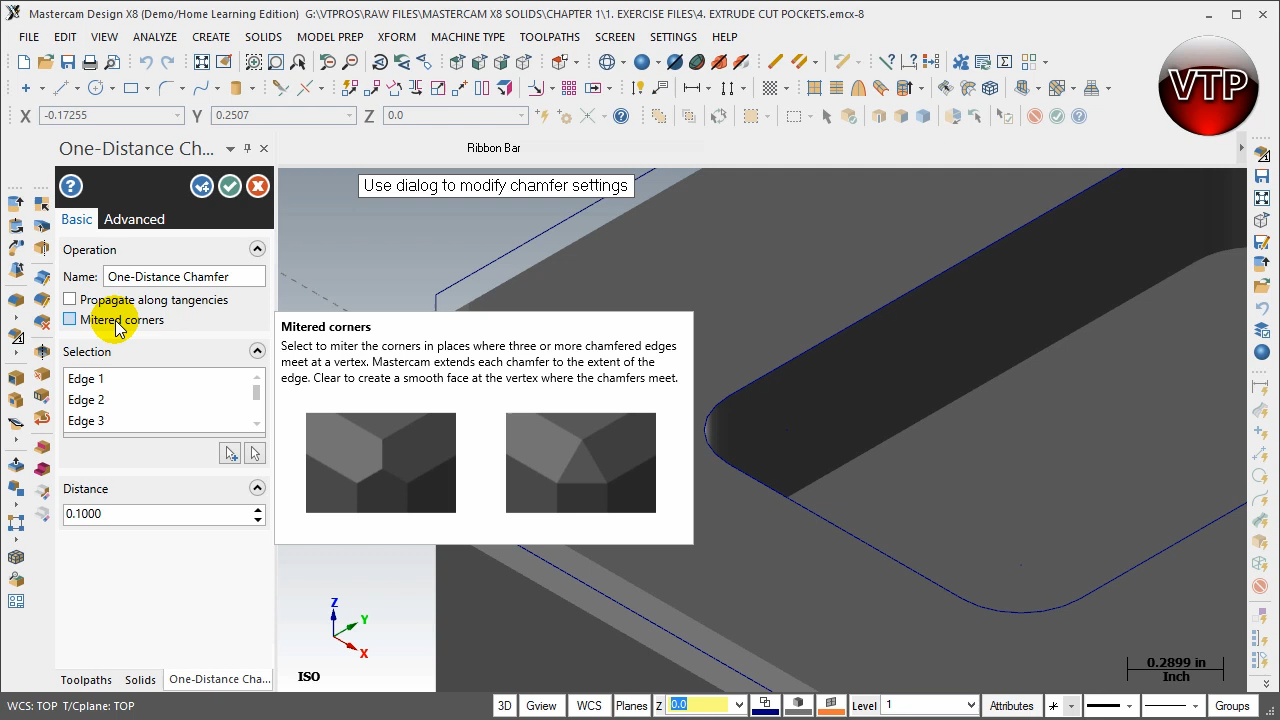 Mastercam Design X8 (Demo/Home Learning Edition) G:\VTPROS\RAW FILES\MASTERCAM X8 SOLIDS\CHAPTER 1\1. EXERCISE FILES\4. EXTRUDE CUT POCKETS.emcx-8
FILE EDIT VIEW ANALYZE CREATE SOLIDS MODEL PREP XFORM MACHINE TYPE TOOLPATHS SCREEN SETTINGS HELP
VTP
X -0.17255 Y 0.2507 Z 0.0
One-Distance Ch...
Ribbon Bar
Use dialog to modify chamfer settings
Basic Advanced
Operation
Name: One-Distance Chamfer
Propagate along tangencies
Mitered corners
Selection
Edge 1
Edge 2
Edge 3
Distance
0.1000
Mitered corners
Select to miter the corners in places where three or more chamfered edges
meet at a vertex. Mastercam extends each chamfer to the extent of the
edge. Clear to create a smooth face at the vertex where the chamfers meet.
Z
Y
X
ISO
0.2899 in
Inch
Toolpaths Solids One-Distance Cha...
WCS: TOP T/Cplane: TOP 3D Gview WCS Planes Z 0.0 Level 1 Attributes Groups